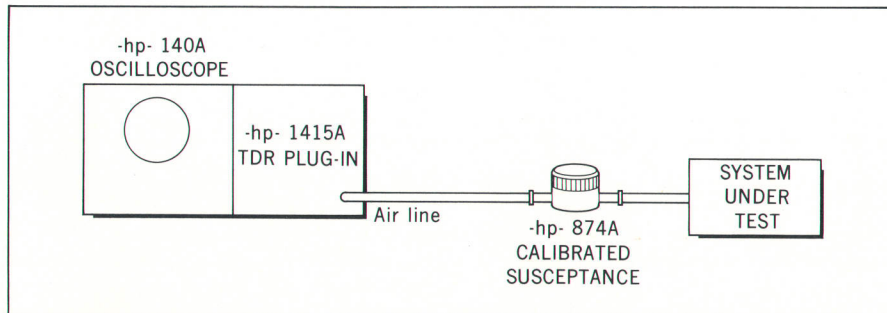 -hp- 140A
OSCILLOSCOPE
-hp- 1415A
TDR PLUG-IN
Air line
-hp- 874A
CALIBRATED
SUSCEPTANCE
SYSTEM
UNDER
TEST